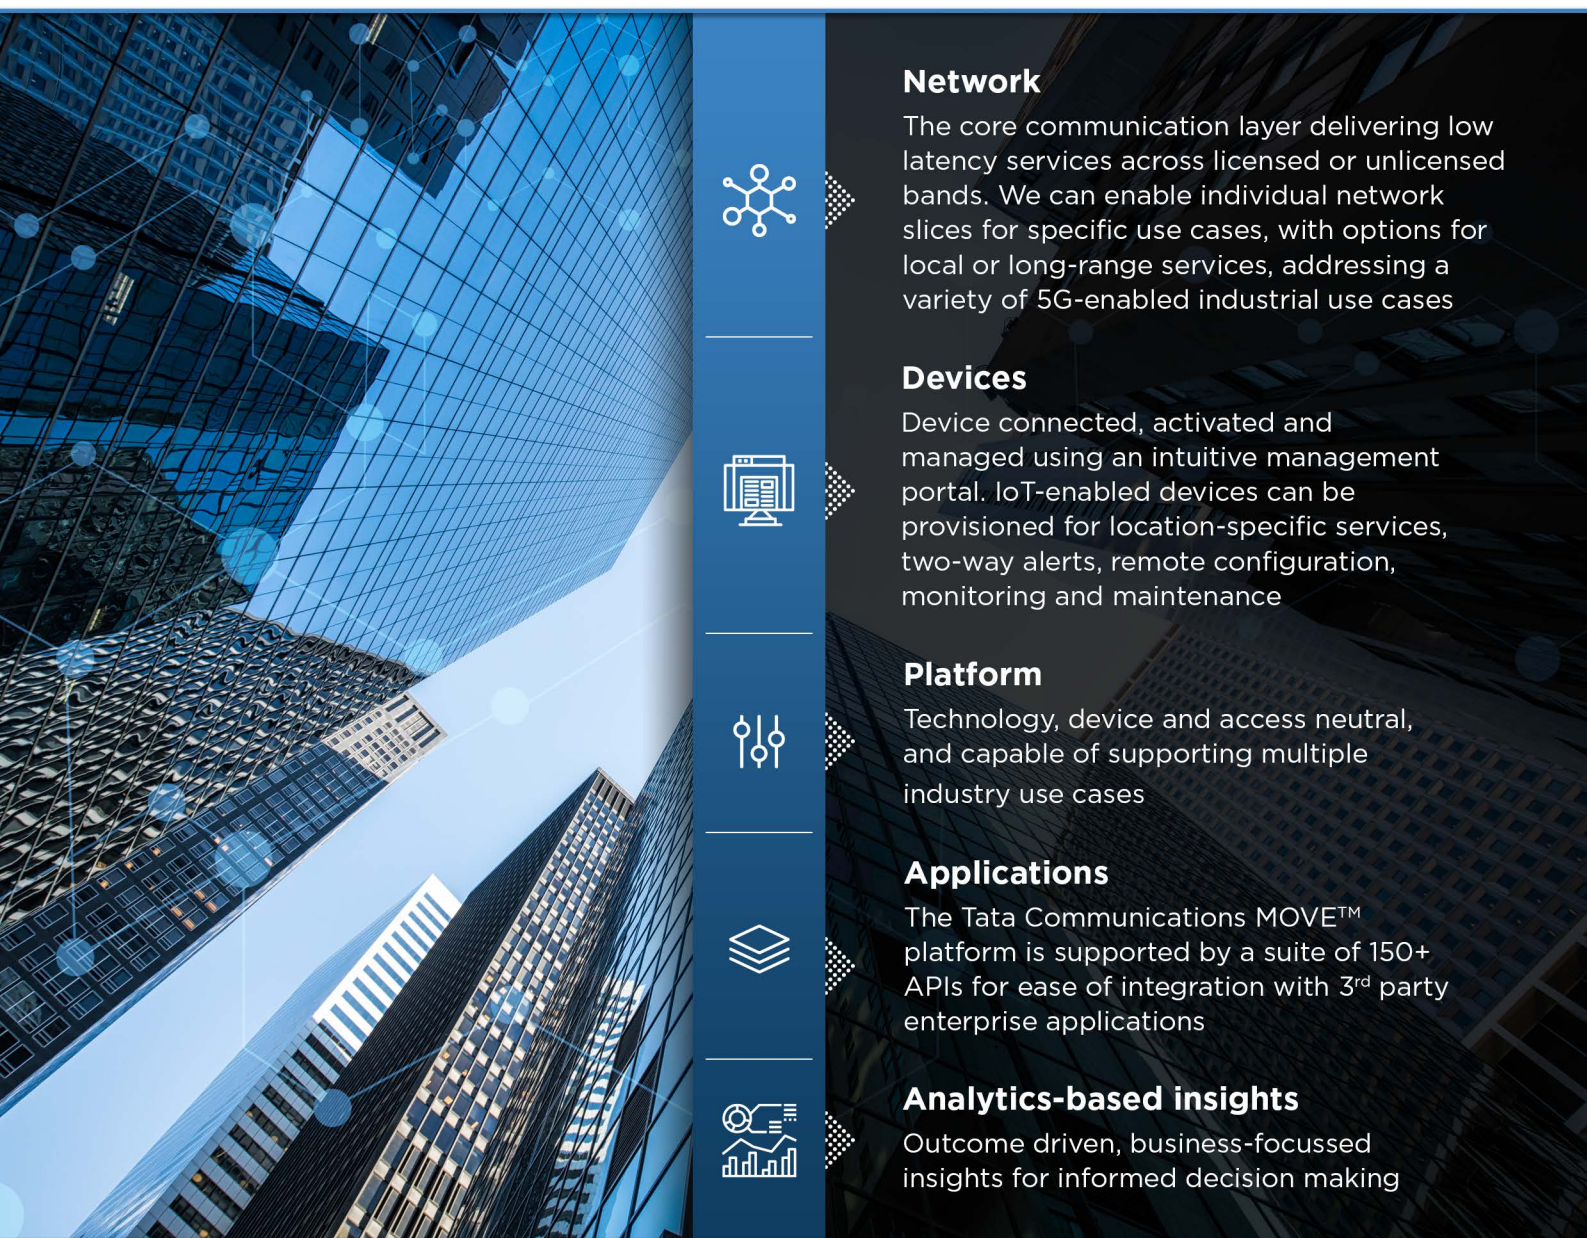 Network
The core communication layer delivering low
latency services across licensed or unlicensed
bands. We can enable individual network
slices for specific use cases, with options for
local or long-range services, addressing a
variety of 5G-enabled industrial use cases
Devices
Device connected, activated and
managed using an intuitive management
portal. IoT-enabled devices can be
provisioned for location-specific services,
two-way alerts, remote configuration,
monitoring and maintenance
Platform
Technology, device and access neutral,
and capable of supporting multiple
industry use cases
Applications
The Tata Communications MOVE™
platform is supported by a suite of 150+
APIs for ease of integration with 3rd party
enterprise applications
Analytics-based insights
Outcome driven, business-focussed
insights for informed decision making